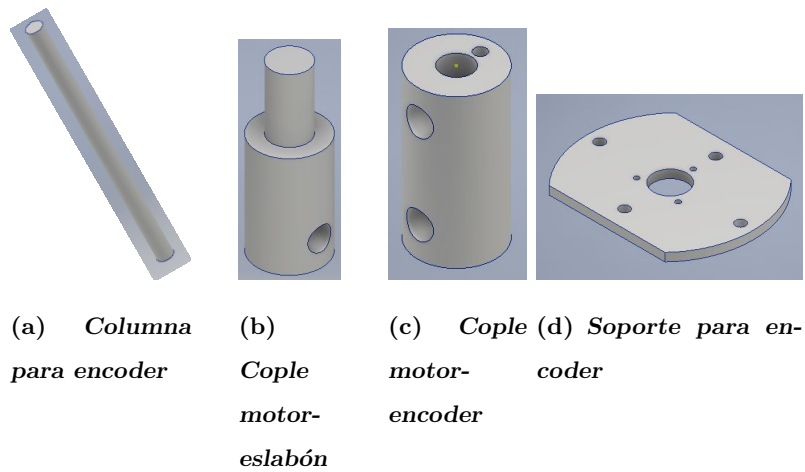 (a) Columna
para encoder
(b)
Cople
motor-
eslabón
(c) Cople
motor-
encoder
(d) Soporte para en-
coder